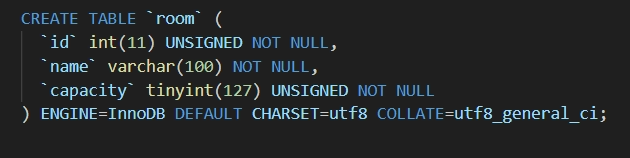 CREATE TABLE `room` (
  `id` int(11) UNSIGNED NOT NULL,
  `name` varchar(100) NOT NULL,
  `capacity` tinyint(127) UNSIGNED NOT NULL
) ENGINE=InnoDB DEFAULT CHARSET=utf8 COLLATE=utf8_general_ci;